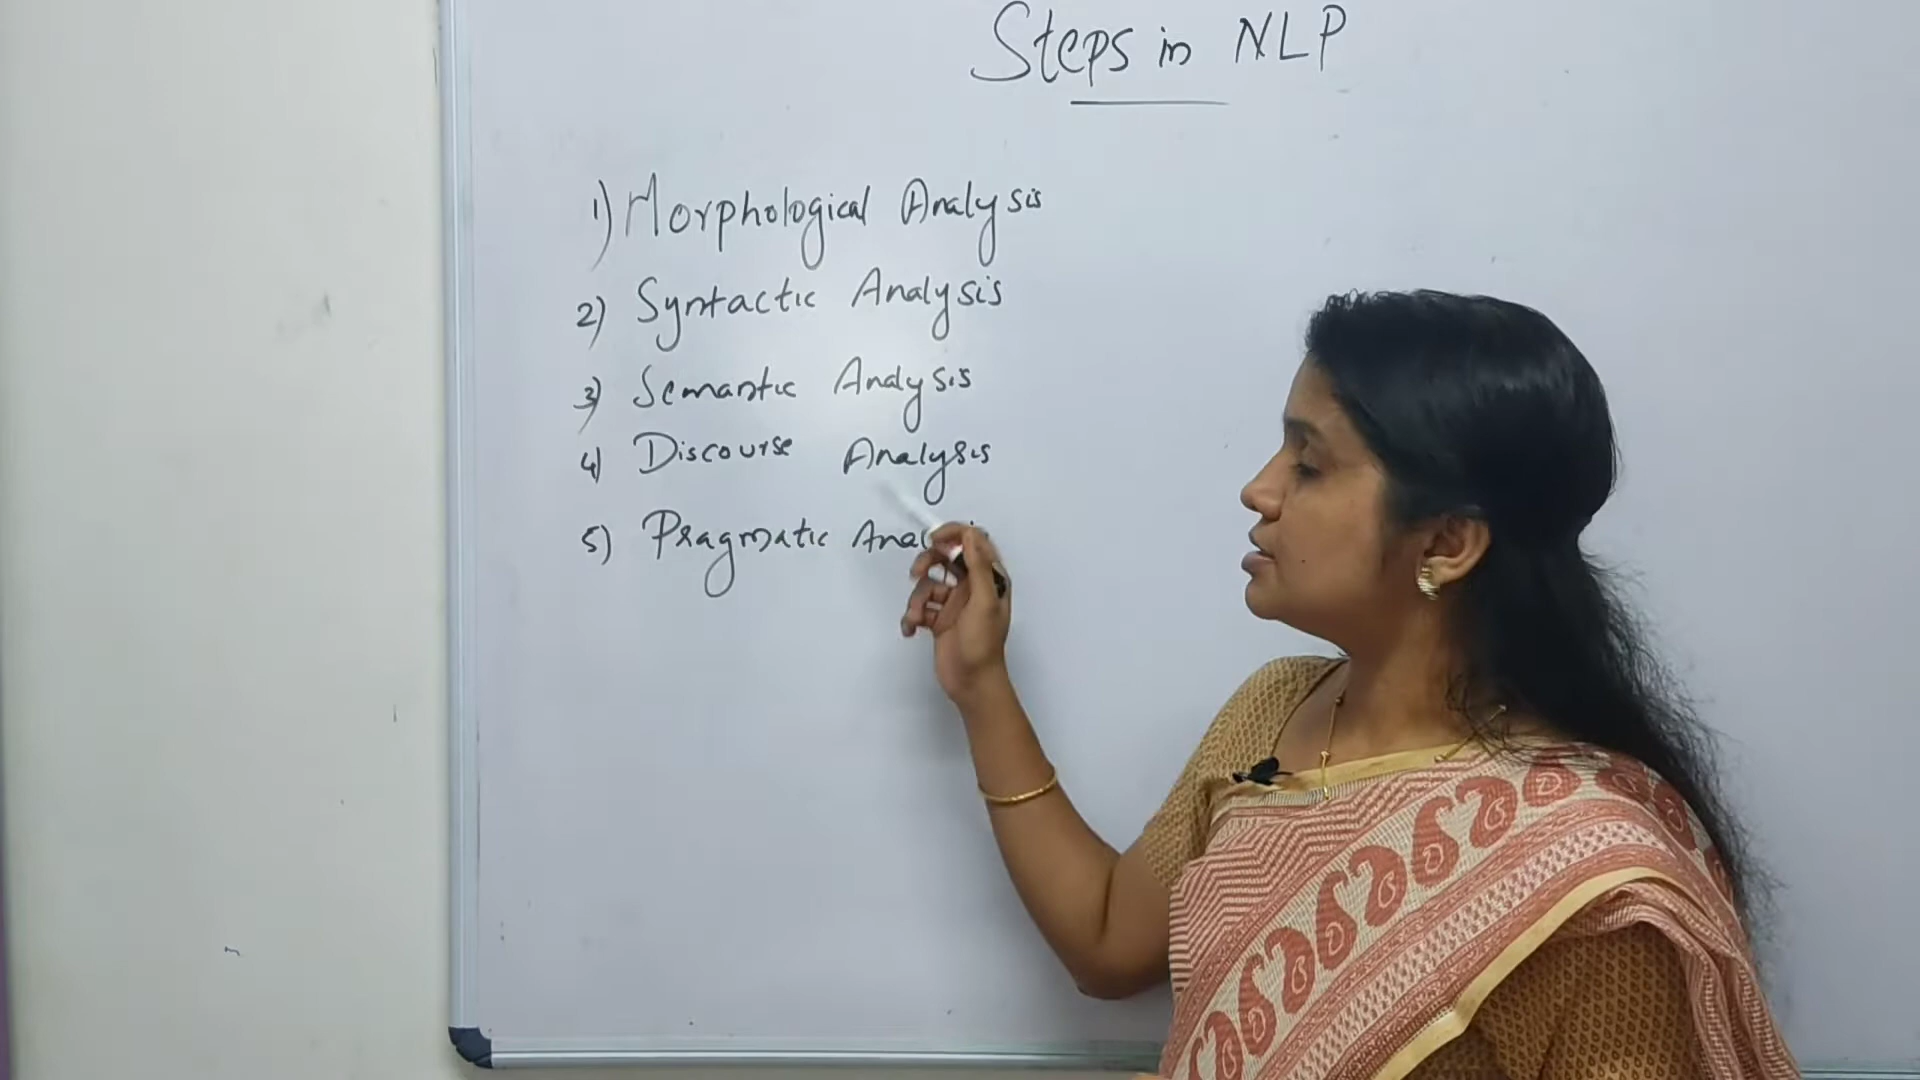 Steps in NLP
1) Morphological Analysis
2) Syntactic Analysis
3) Semantic Analysis
4) Discourse Analysis
5) Pragmatic